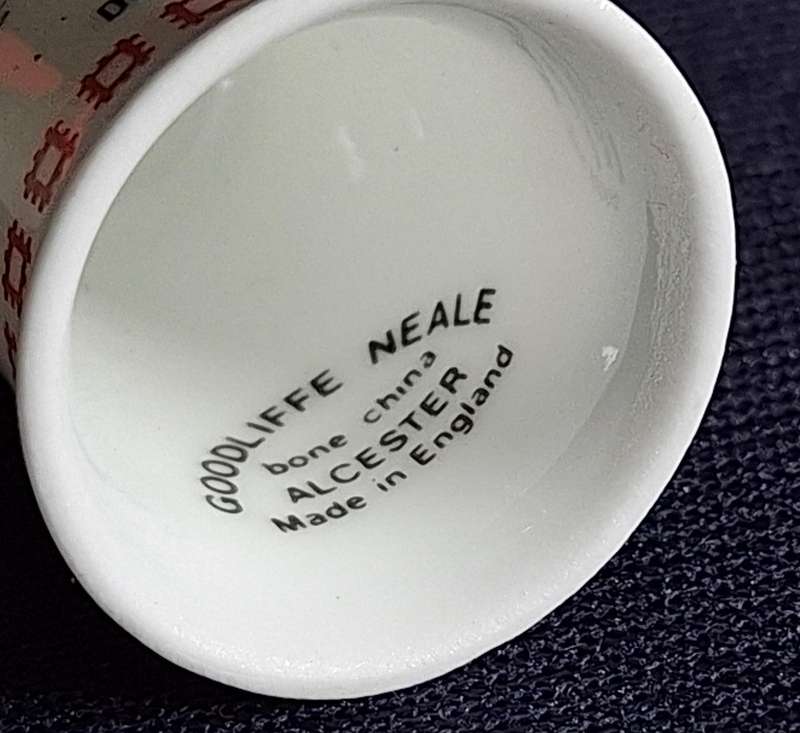 GOODLIFFE NEALE
bone china
ALCESTER
Made in England